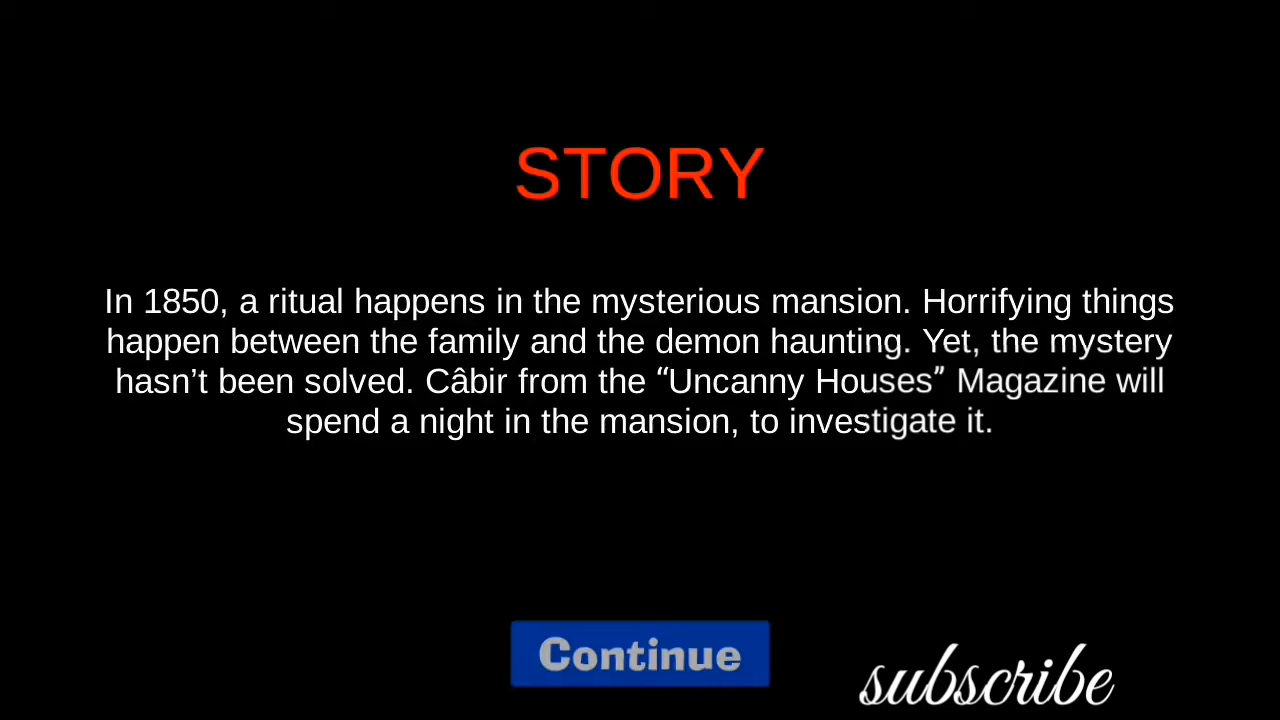 STORY
In 1850, a ritual happens in the mysterious mansion. Horrifying things
happen between the family and the demon haunting. Yet, the mystery
hasn’t been solved. Câbir from the “Uncanny Houses” Magazine will
spend a night in the mansion, to investigate it.
Continue
subscribe